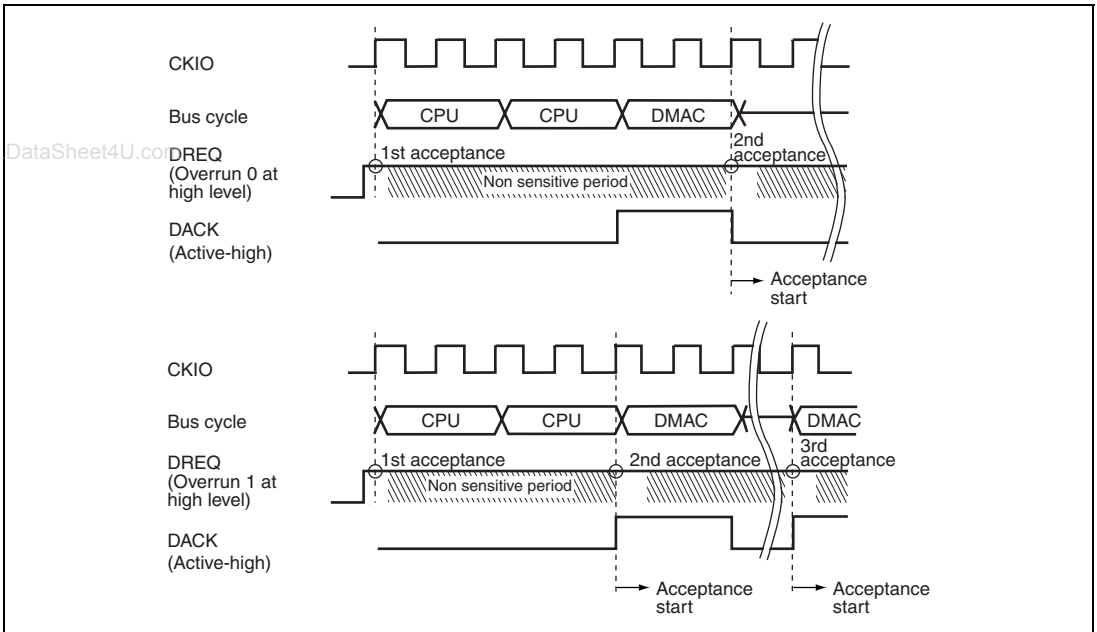 CKIO
Bus cycle
CPU CPU DMAC
DataSheet4U.com
DREQ
(Overrun 0 at
high level)
1st acceptance
2nd
acceptance
Non sensitive period
DACK
(Active-high)
Acceptance
start
CKIO
Bus cycle
CPU CPU DMAC DMAC
DREQ
(Overrun 1 at
high level)
1st acceptance
2nd acceptance
3rd
acceptance
Non sensitive period
DACK
(Active-high)
Acceptance
start
Acceptance
start